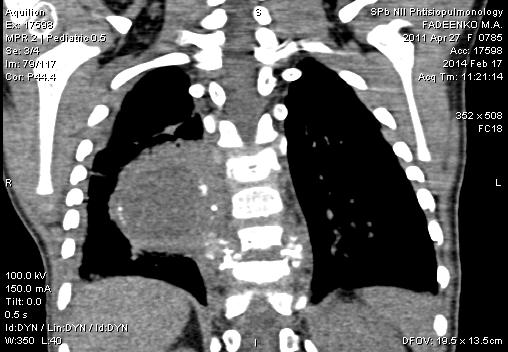 Aquilion
Ex: 17598
MPR 2 | Pediatric 0.5
Se: 3/4
Im: 79/117
Cor: P44.4
S
SPb NII Phtisiopulmonology
FADEENKO M.A.
2011 Apr 27 F 0785
Acc: 17598
2014 Feb 17
Acq Tm: 11:21:14
352 x 508
FC18
R
L
100.0 kV
150.0 mA
Tilt: 0.0
0.5 s
Id:DYN / Lin:DYN / Id:DYN
W:350 L:40
I
DFOV: 19.5 x 13.5cm